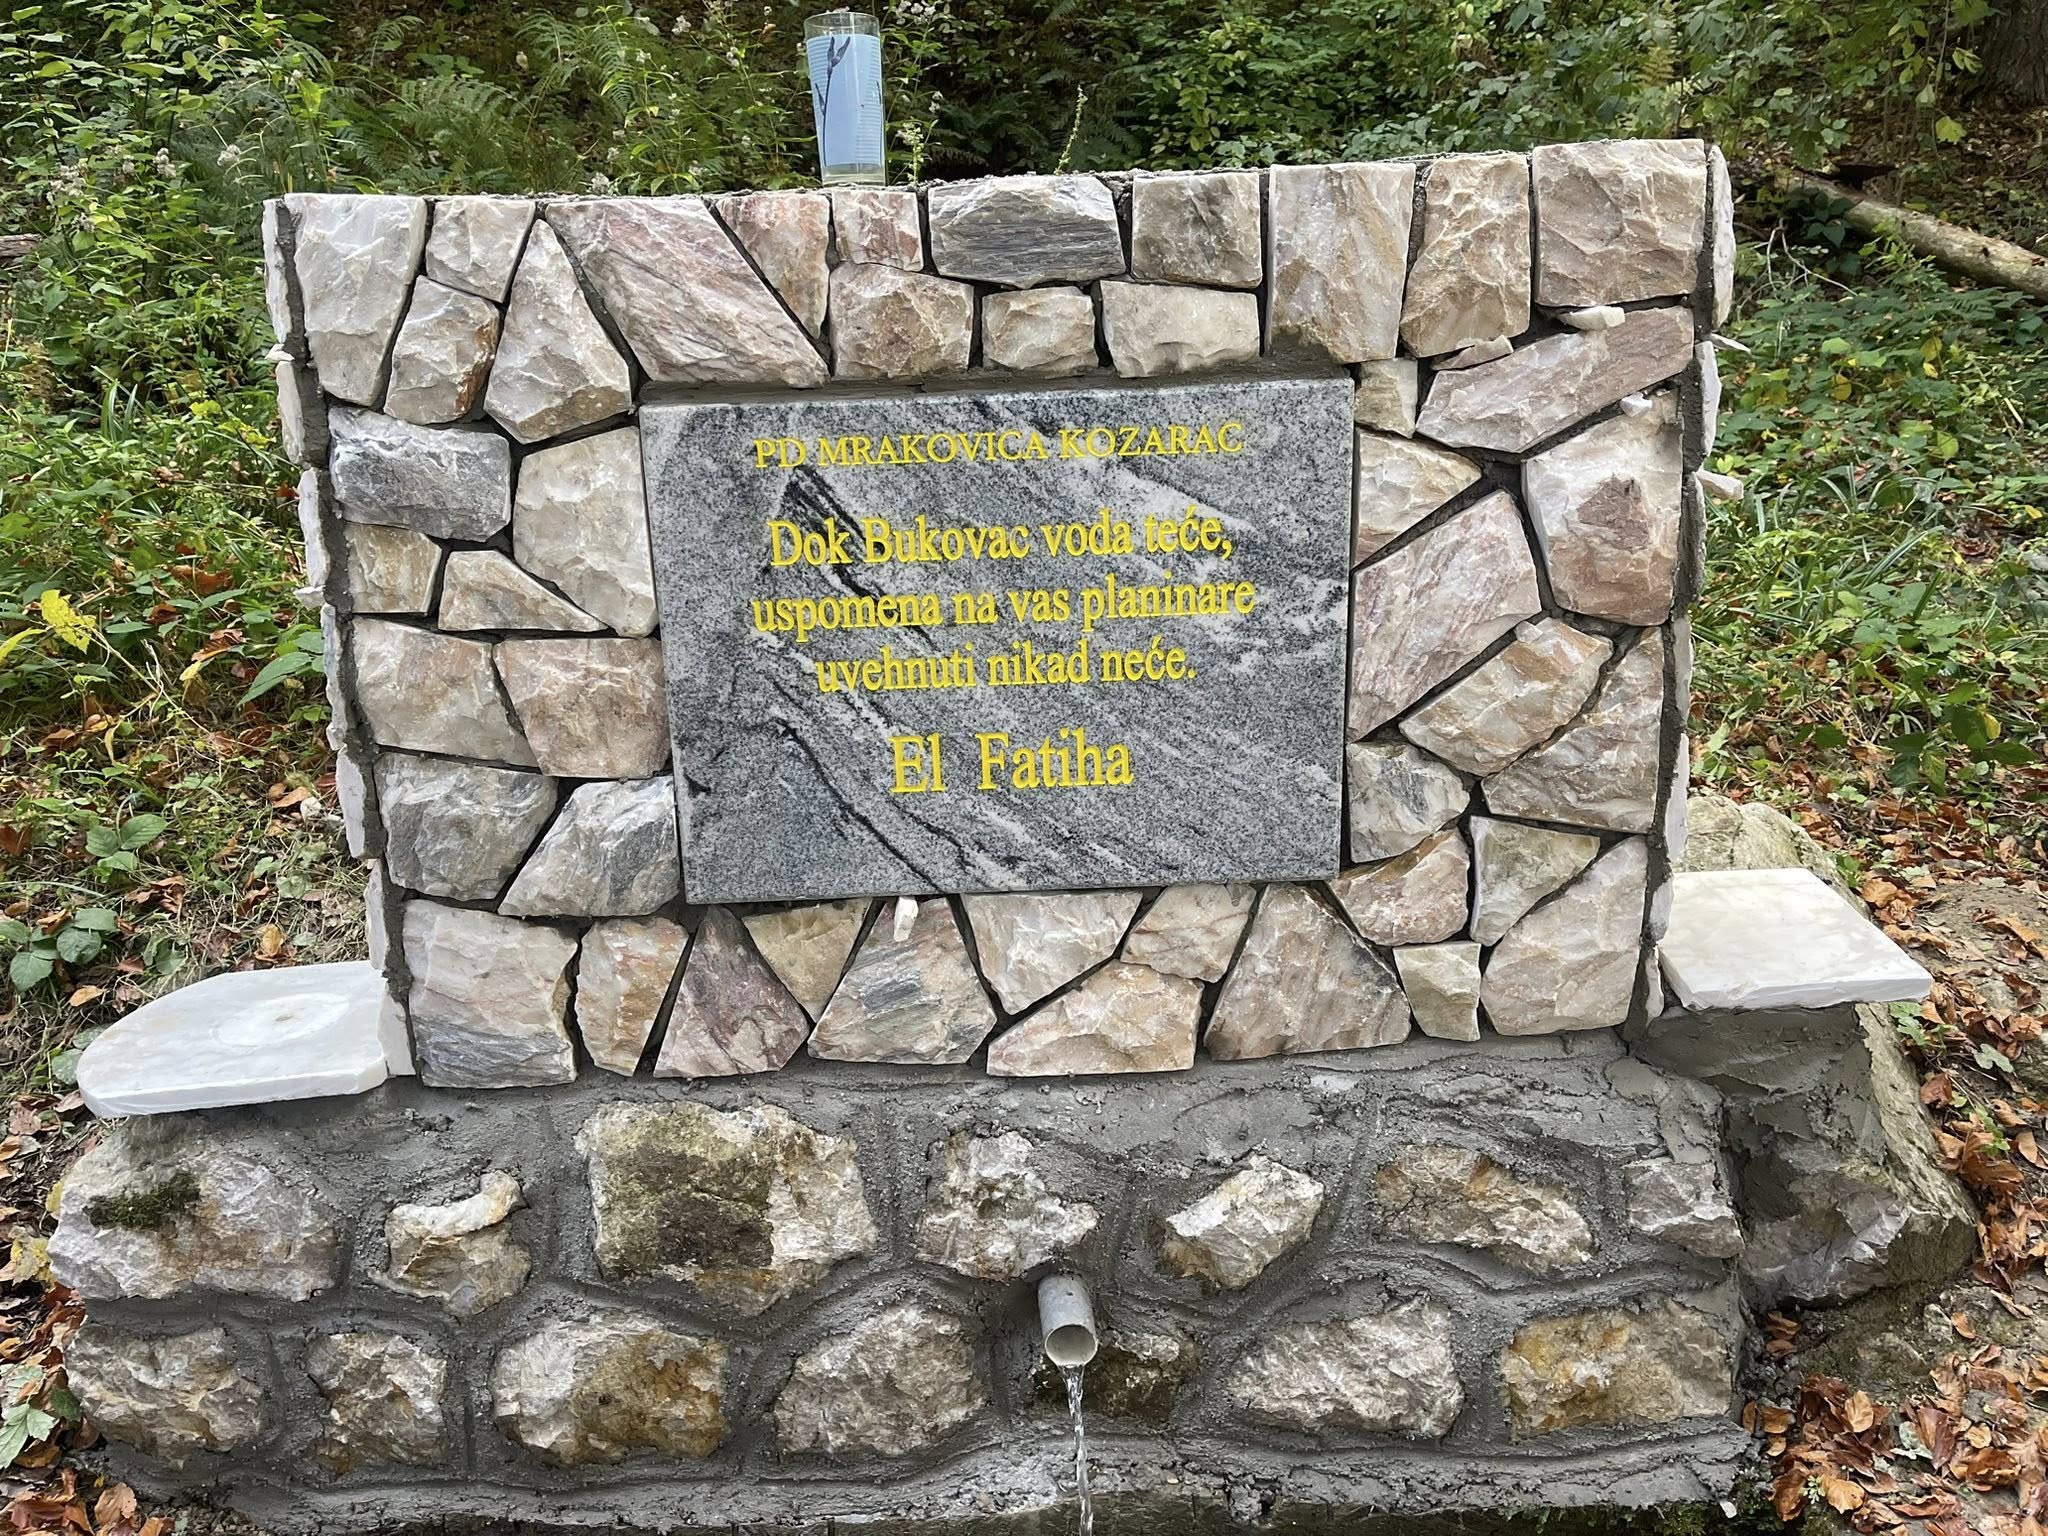 PD MRAKOVICA KOZARAC
Dok Bukovac voda teće,
uspomena na vas planinare
uvehnuti nikad neće.
El Fatiha